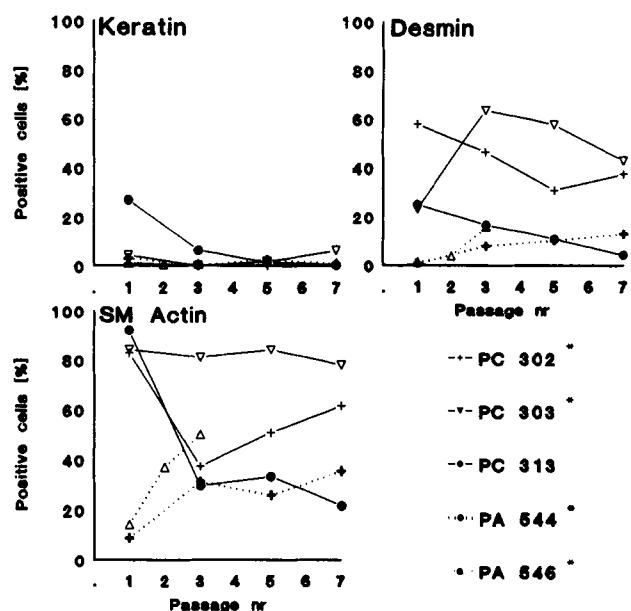 Keratin
Positive cells [%]
100
80
60
40
20
0
. 1 2 3 4 5 6 7
Desmin
100
80
60
40
20
0
. 1 3 4 5 6 7
Passage nr
SM Actin
Positive cells [%]
80
60
40
20
0
. 1 2 3 4 5 6 7
Passage nr
PC 302 *
PC 303 *
PC 313
PA 544 *
PA 546 *